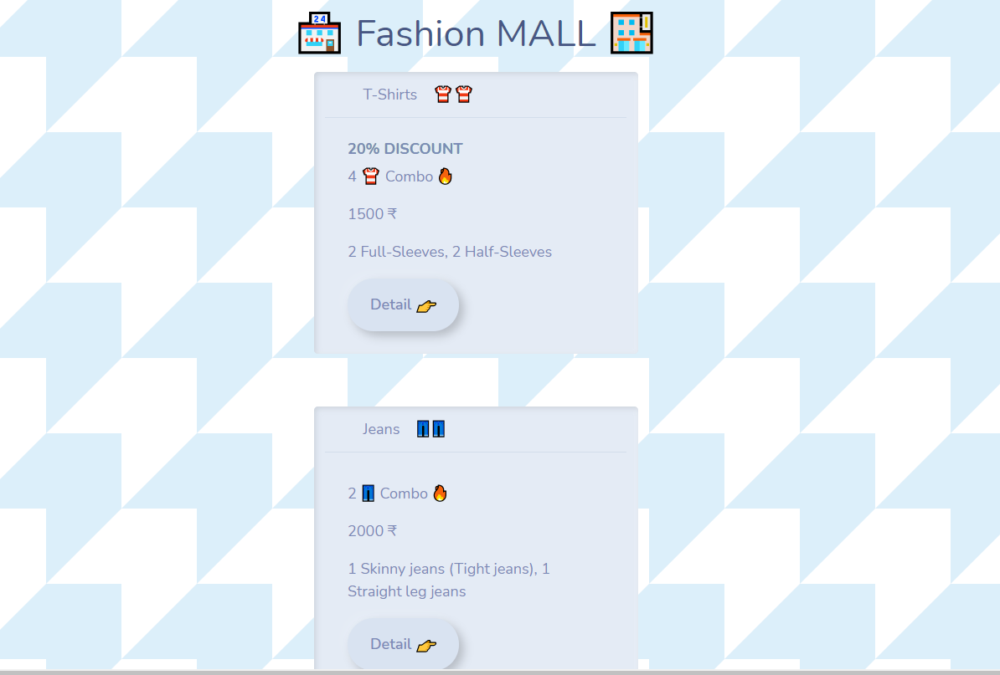 Fashion MALL
T-Shirts
20% DISCOUNT
4 Combo
1500 ₹
2 Full-Sleeves, 2 Half-Sleeves
Detail
Jeans
2 Combo
2000 ₹
1 Skinny jeans (Tight jeans), 1
Straight leg jeans
Detail